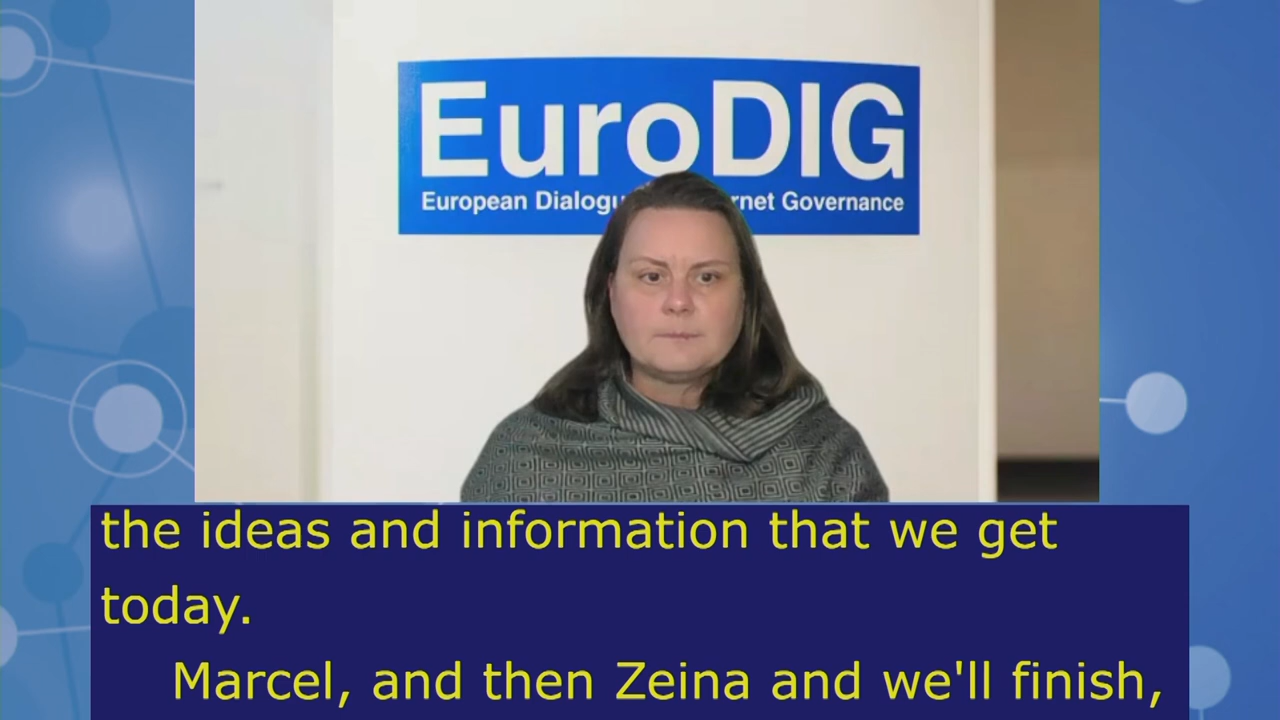 EuroDIG
European Dialogu rnet Governance
the ideas and information that we get
today.
Marcel, and then Zeina and we'll finish,